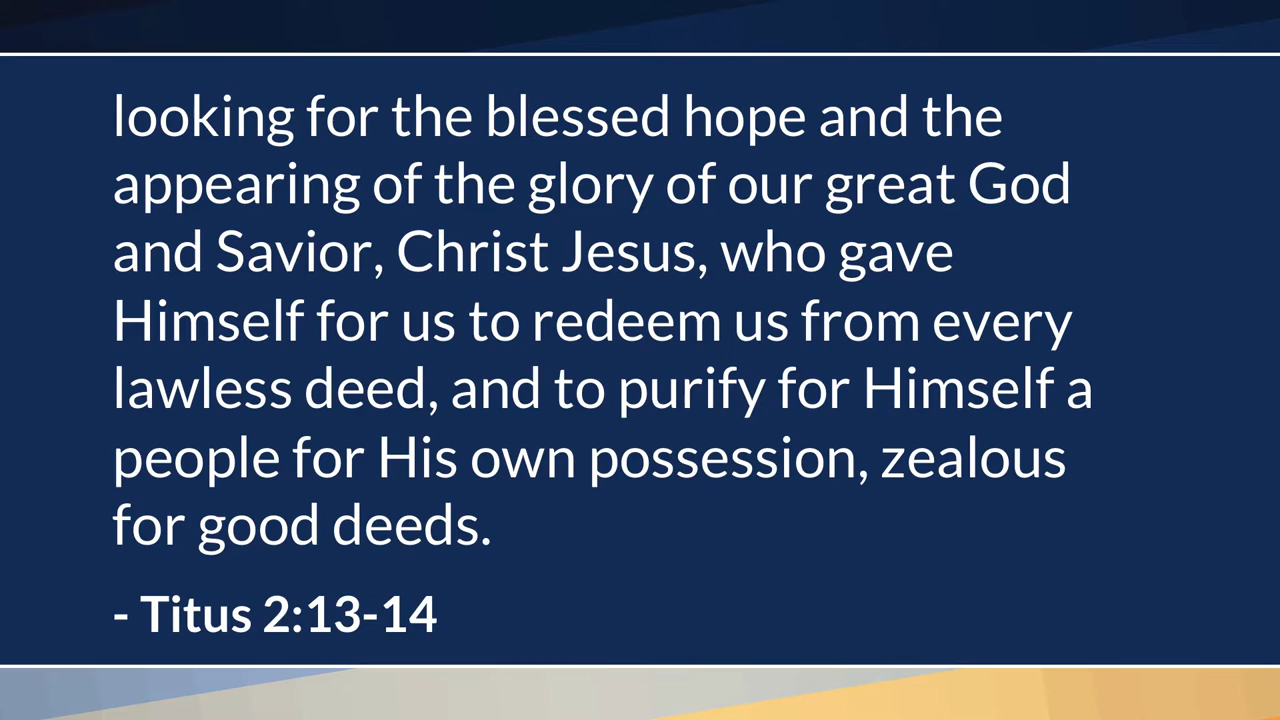 looking for the blessed hope and the
appearing of the glory of our great God
and Savior, Christ Jesus, who gave
Himself for us to redeem us from every
lawless deed, and to purify for Himself a
people for His own possession, zealous
for good deeds.
- Titus 2:13-14